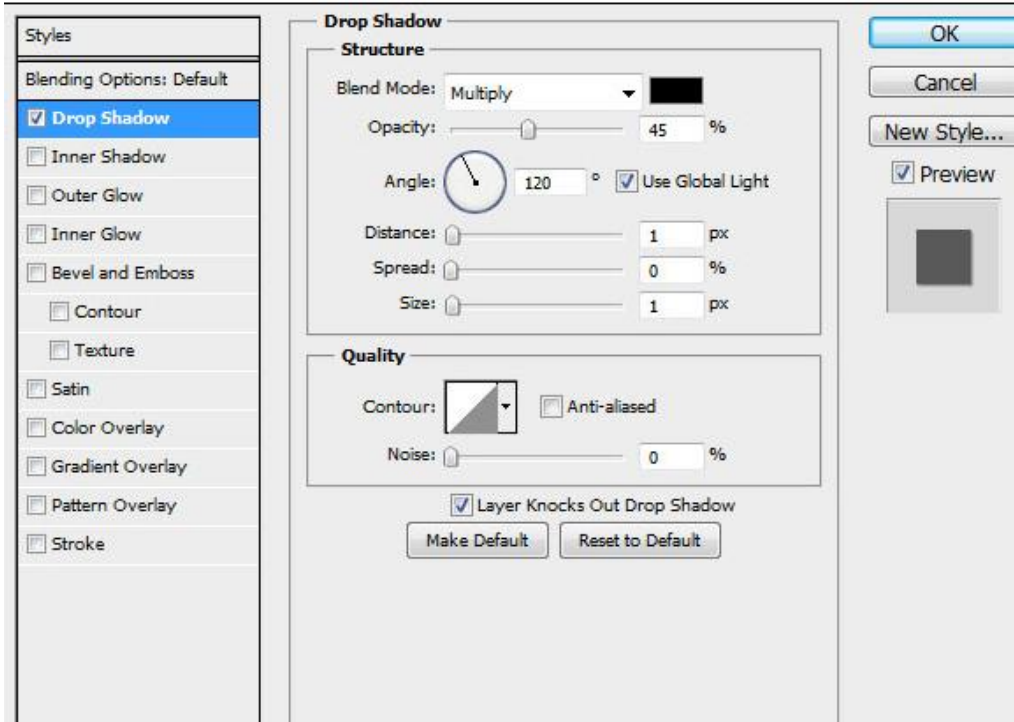 Styles
Blending Options: Default
Drop Shadow
Inner Shadow
Outer Glow
Inner Glow
Bevel and Emboss
Contour
Texture
Satin
Color Overlay
Gradient Overlay
Pattern Overlay
Stroke
Drop Shadow
Structure
Blend Mode: Multiply
Opacity: 45 %
Angle: 120 ° Use Global Light
Distance: 1 px
Spread: 0 %
Size: 1 px
Quality
Contour: Anti-aliased
Noise: 0 %
Layer Knocks Out Drop Shadow
Make Default Reset to Default
OK
Cancel
New Style...
Preview